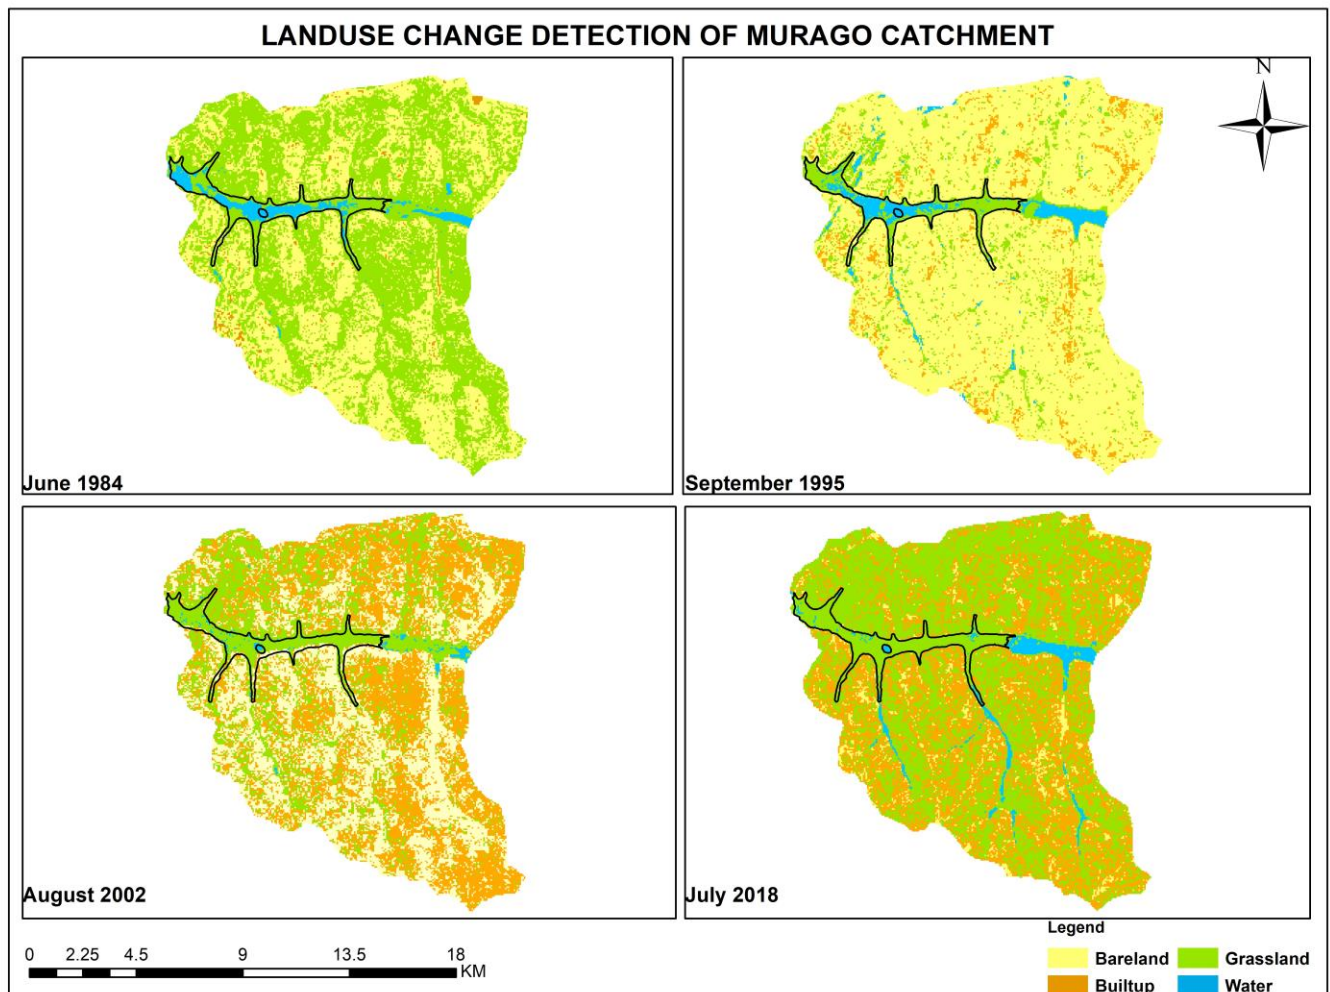 LANDUSE CHANGE DETECTION OF MURAGO CATCHMENT
N
June 1984
September 1995
August 2002
July 2018
0 2.25 4.5 9 13.5 18
KM
Legend
Bareland Grassland
Builtup Water